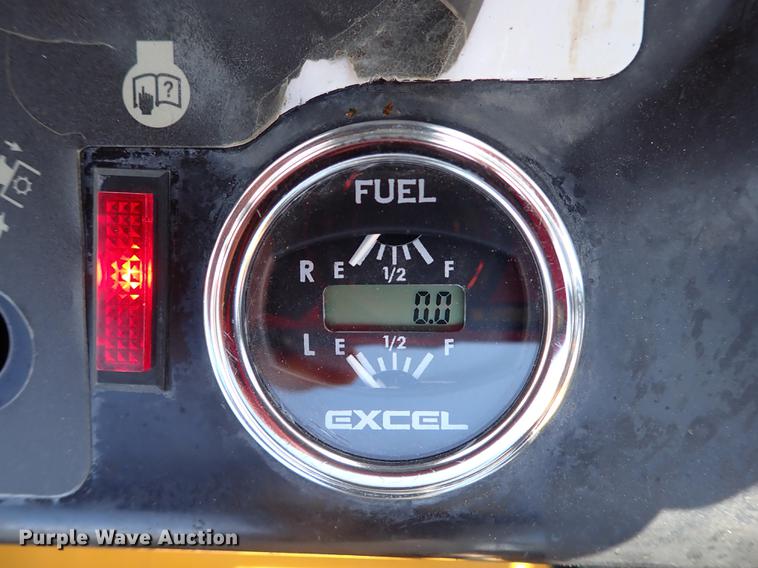 ?
FUEL
R E 1/2 F
0.0
L E 1/2 F
EXCEL
Purple Wave Auction